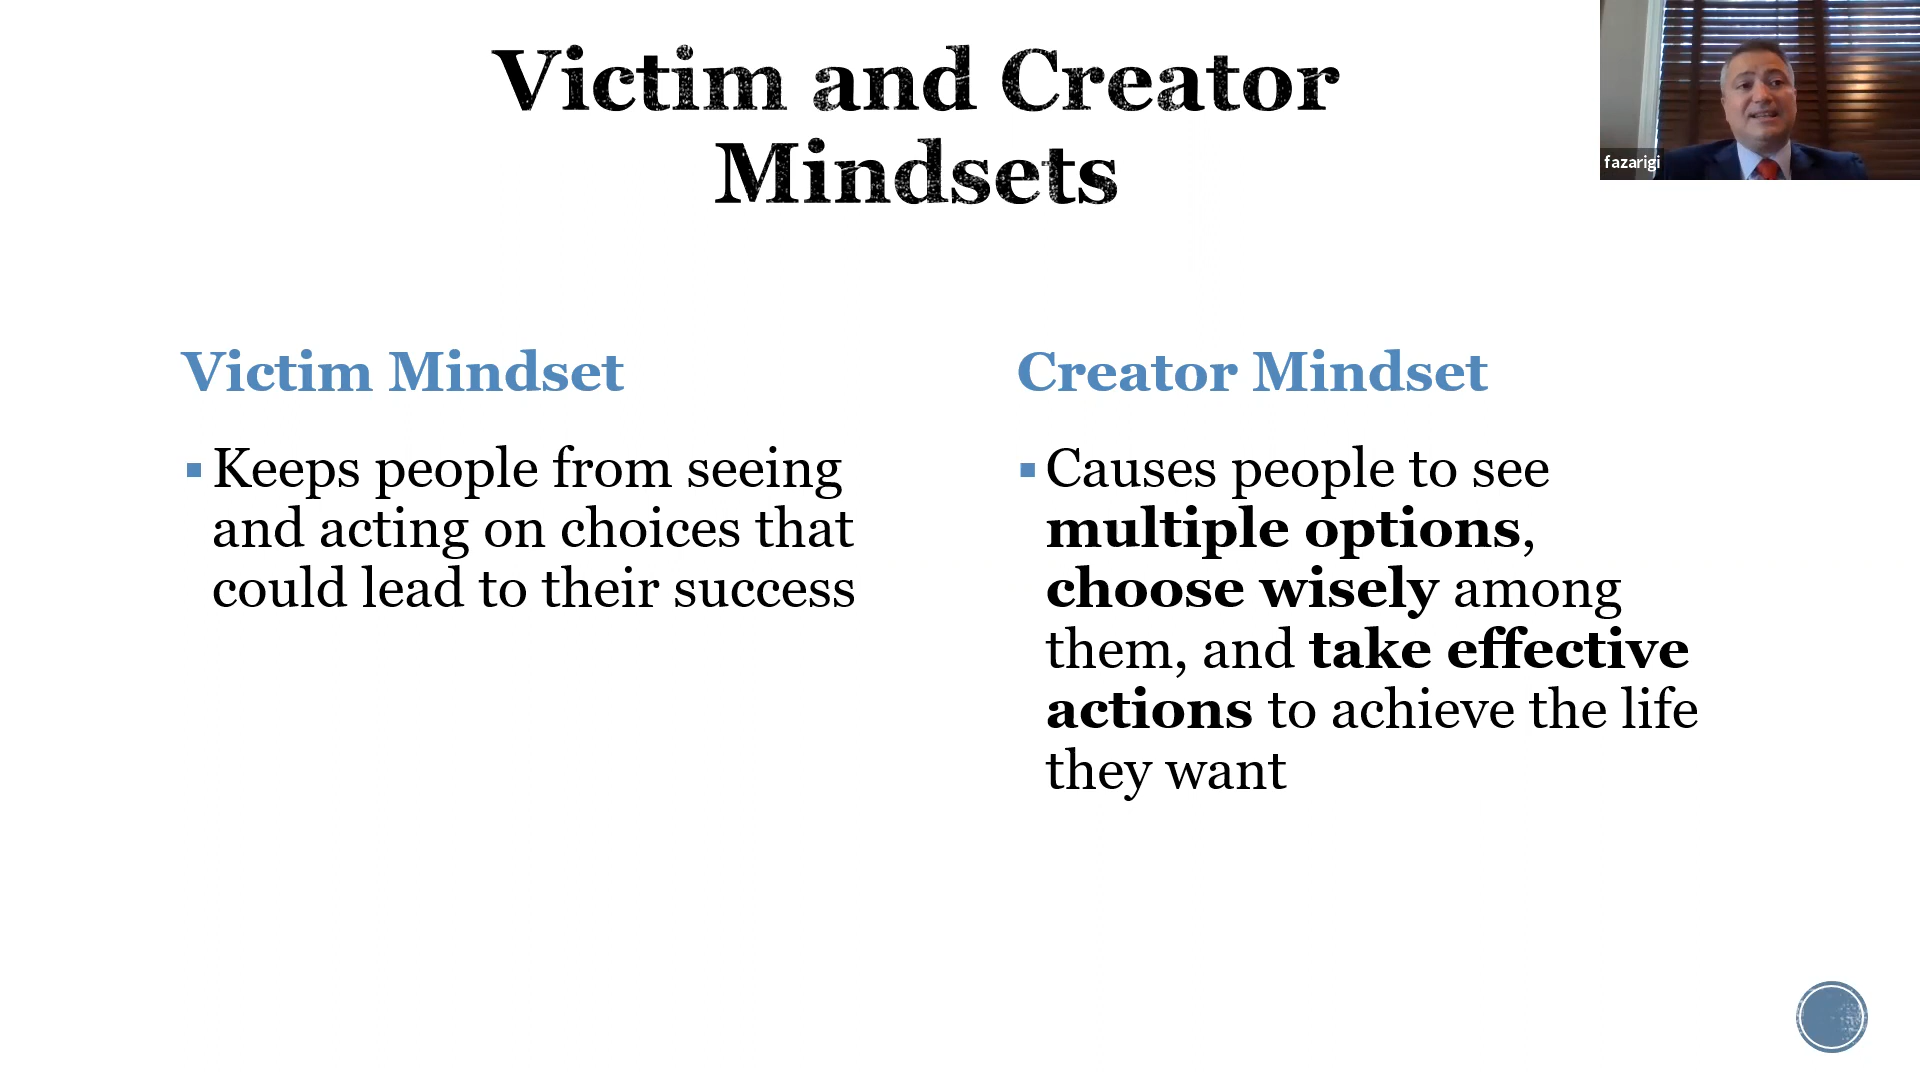 Victim and Creator
Mindsets
fazarigi
Victim Mindset
Keeps people from seeing
and acting on choices that
could lead to their success
Creator Mindset
Causes people to see
multiple options,
choose wisely among
them, and take effective
actions to achieve the life
they want